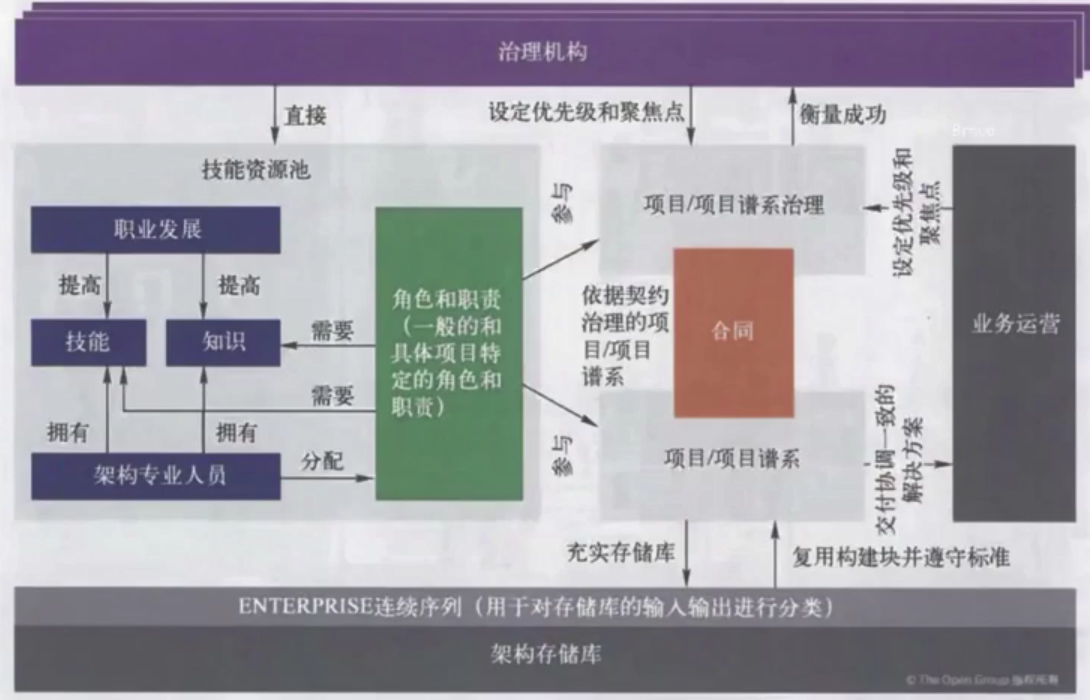 治理机构
直接
设定优先级和聚焦点
衡量成功
技能资源池
职业发展
提高
提高
技能
知识
拥有
拥有
架构专业人员
需要
需要
分配
角色和职责
（一般的和
具体项目特
定的角色和
职责）
参与
参与
项目/项目谱系治理
依据契约
治理的项
目/项目
谱系
合同
项目/项目谱系
设定优先级和
聚焦点
业务运营
交付协调一致的
解决方案
充实存储库
复用构建块并遵守标准
ENTERPRISE连续序列（用于对存储库的输入输出进行分类）
架构存储库
© The Open Group 版权所有